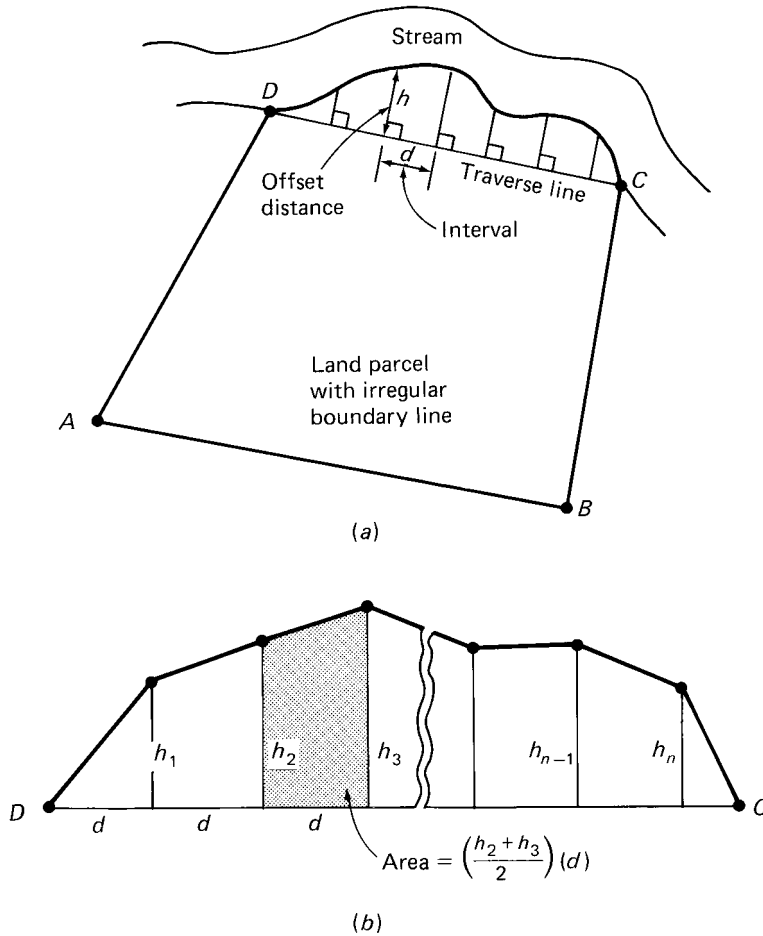 Stream
D
h
d
Offset
distance
Traverse line
C
Interval
Land parcel
with irregular
boundary line
A
B
(a)
h₁
h₂
h₃
hₙ₋₁
hₙ
D
C
d
d
d
Area = ((h₂ + h₃)/2) (d)
(b)